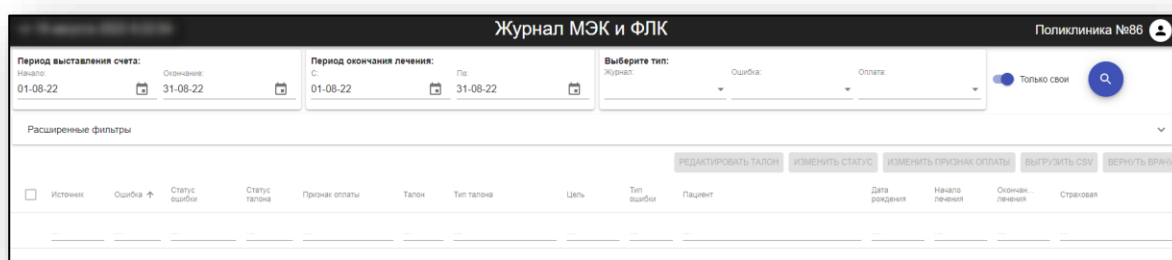 Журнал МЭК и ФЛК
Поликлиника №86
Период выставления счета:
Начало: Окончание:
01-08-22 31-08-22
Период окончания лечения:
С: По:
01-08-22 31-08-22
Выберите тип:
Журнал: Ошибка: Оплата:
Только свои
Расширенные фильтры
РЕДАКТИРОВАТЬ ТАЛОН ИЗМЕНИТЬ СТАТУС ИЗМЕНИТЬ ПРИЗНАК ОПЛАТЫ ВЫГРУЗИТЬ CSV ВЕРНУТЬ ВРАЧУ
Источник Ошибка Статус ошибки Статус талона Признак оплаты Талон Тип талона Цель Тип ошибки Пациент Дата рождения Начало лечения Окончан... лечения Страховая